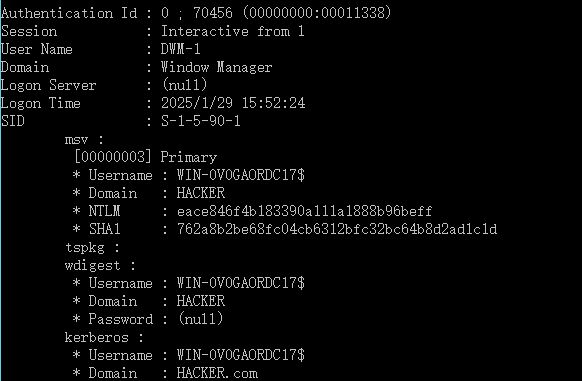 Authentication Id : 0 ; 70456 (00000000:00011338)
Session           : Interactive from 1
User Name         : DWM-1
Domain            : Window Manager
Logon Server      : (null)
Logon Time        : 2025/1/29 15:52:24
SID               : S-1-5-90-1
        msv :
         [00000003] Primary
         * Username : WIN-0V0GAORDC17$
         * Domain   : HACKER
         * NTLM     : eace846f4b183390a111a1888b96beff
         * SHA1     : 762a8b2be68fc04cb6312bfc32bc64b8d2ad1c1d
        tspkg :
        wdigest :
         * Username : WIN-0V0GAORDC17$
         * Domain   : HACKER
         * Password : (null)
        kerberos :
         * Username : WIN-0V0GAORDC17$
         * Domain   : HACKER.com